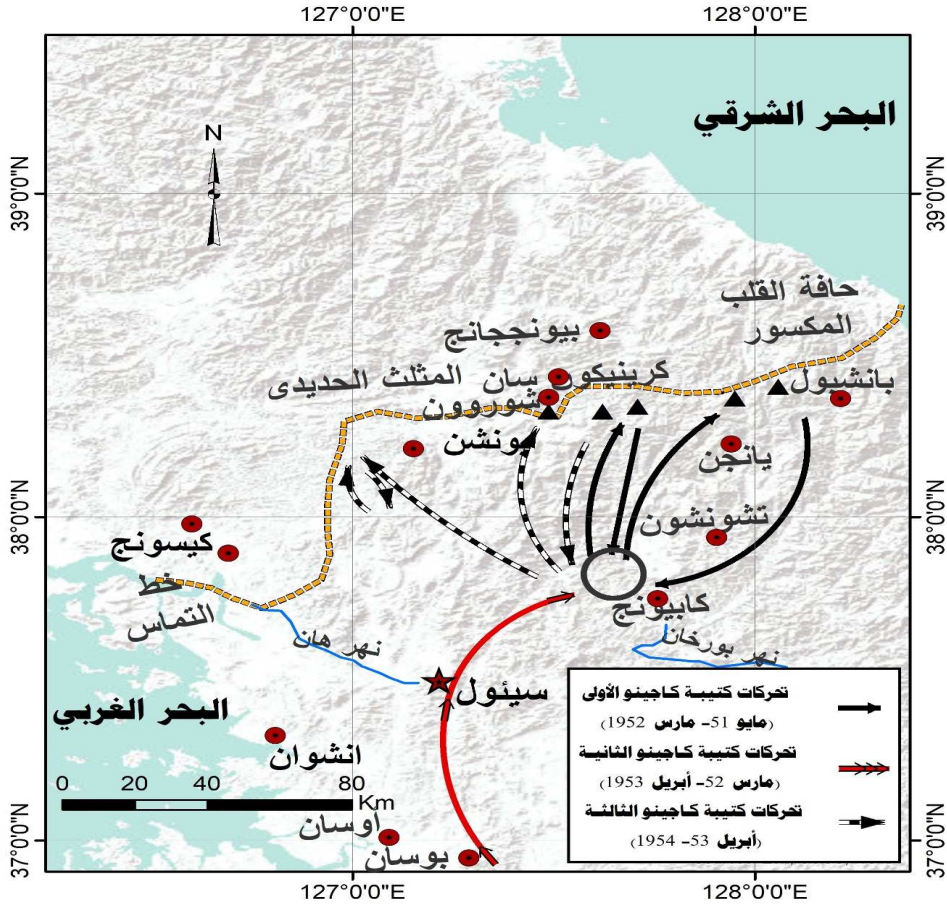 127°0'0"E
128°0'0"E
البحر الشرقي
N
39°0'0"N
39°0'0"N
حافة القلب
المكسور
بيونججانج
كرينيكون
سان المثلث الحديدى
شوروون
بانشبول
يونشن
يانجن
38°0'0"N
38°0'0"N
تشونشون
كيسونج
خط
التماس
كابيونج
نهر هان
نهر بورخان
سيئول
البحر الغربي
انشوان
0 20 40 80
Km
اوسان
بوسان
37°0'0"N
37°0'0"N
تحركات كتيبة كاجينو الأولى
(مايو 51- مارس 1952)
تحركات كتيبة كاجينو الثانية
(مارس 52- أبريل 1953)
تحركات كتيبة كاجينو الثالثة
(أبريل 53- 1954)
127°0'0"E
128°0'0"E